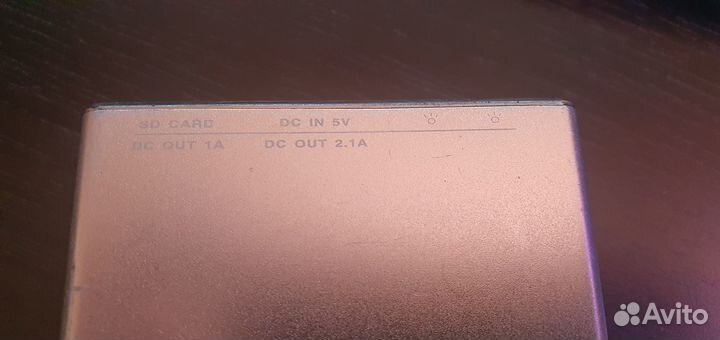 SD CARD DC IN 5V
DC OUT 1A DC OUT 2.1A
Avito